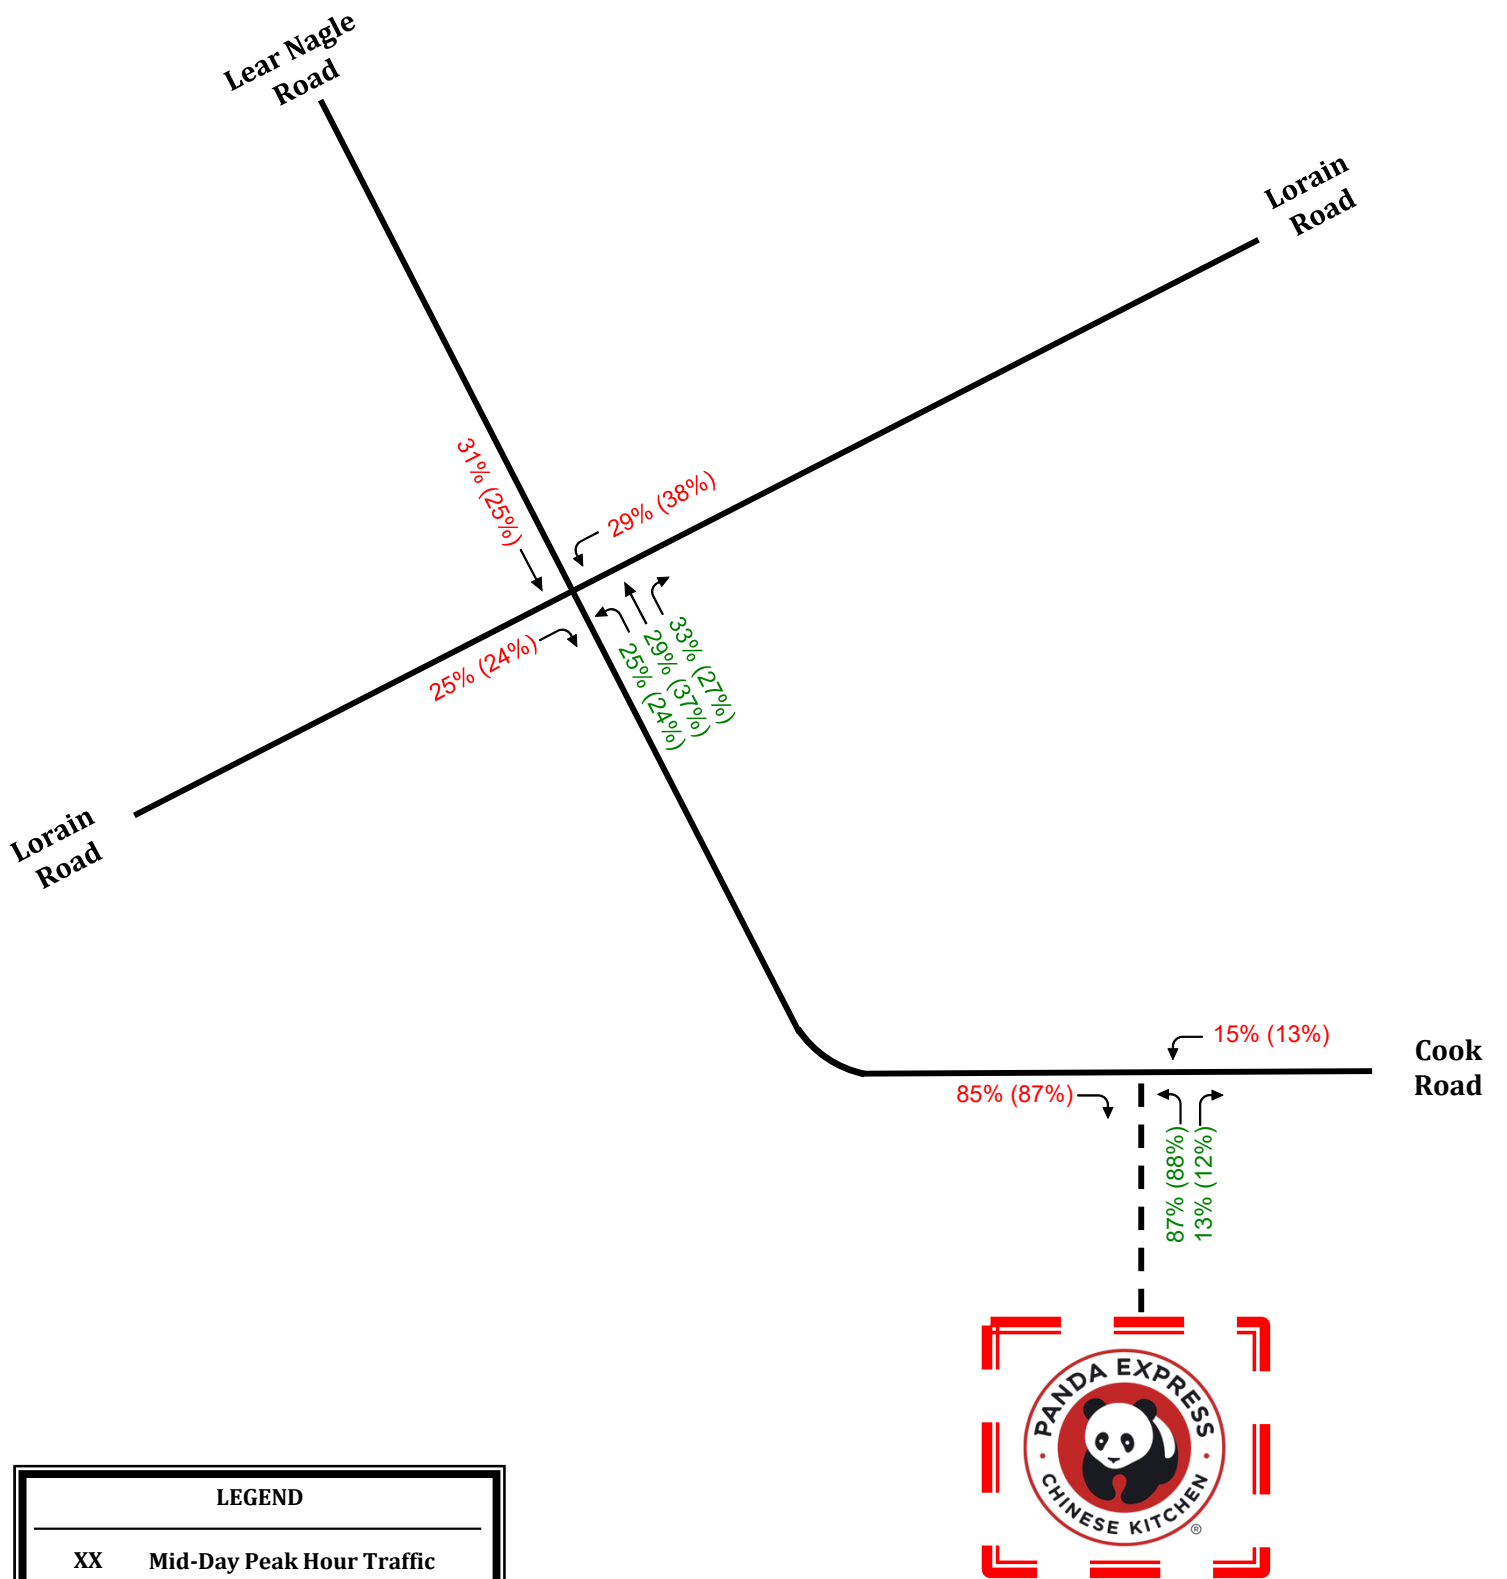 Lear Nagle
Road
Lorain
Road
31% (25%)
29% (38%)
25% (24%)
33% (27%)
29% (37%)
25% (24%)
Lorain
Road
15% (13%)
Cook
Road
85% (87%)
87% (88%)
13% (12%)
PANDA EXPRESS
CHINESE KITCHEN
®
LEGEND
XX Mid-Day Peak Hour Traffic